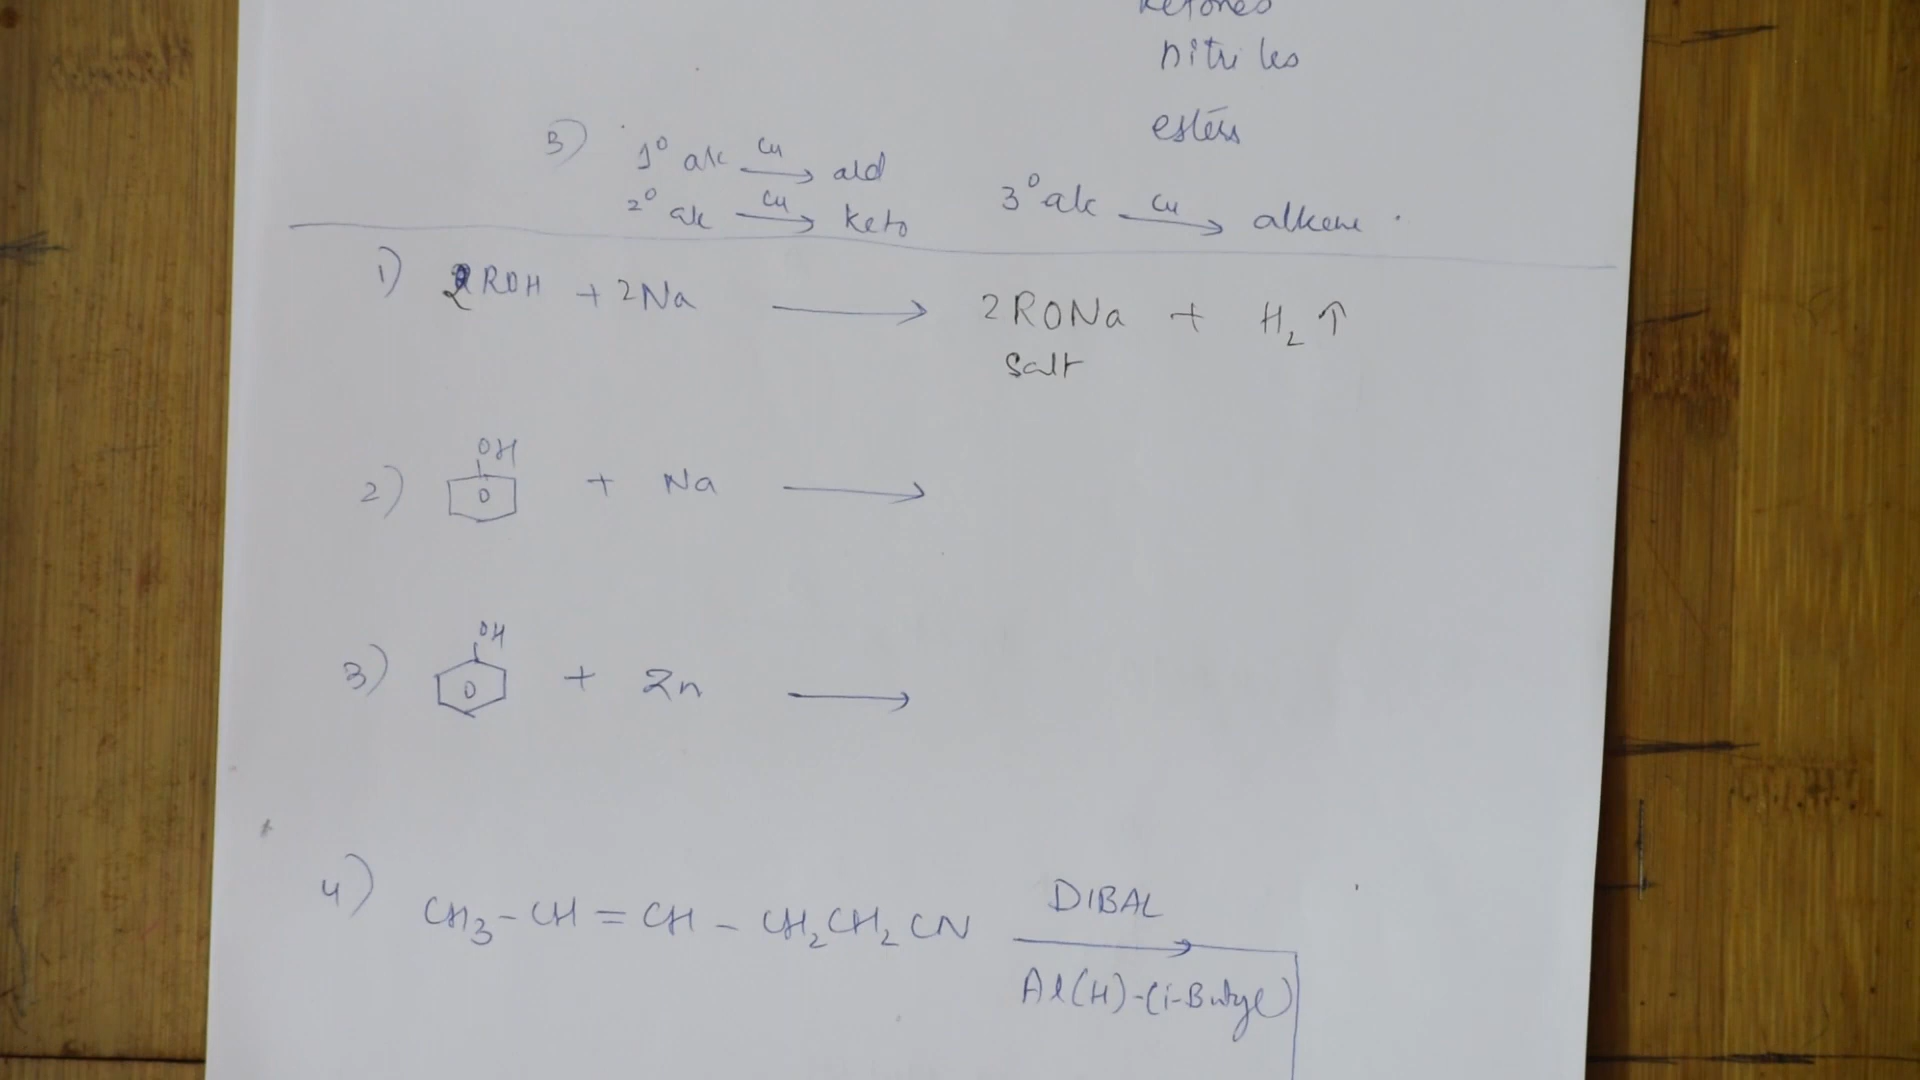 ketones
nitriles
esters
3) 1° alc —Cu→ ald
2° alc —Cu→ keto
3° alc —Cu→ alkene
1) 2ROH + 2Na → 2RONa + H₂↑
Salt
OH
2) + Na →
OH
3) + Zn →
4) CH₃-CH=CH-CH₂CH₂CN —DIBAL→
Al(H)-(i-Butyl)